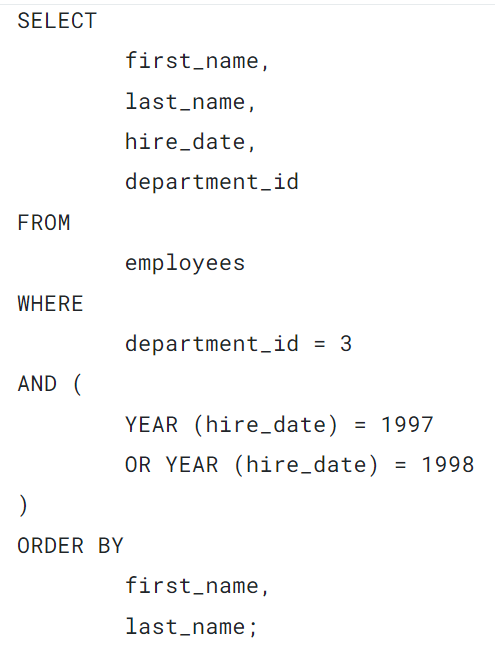 SELECT
first_name,
last_name,
hire_date,
department_id
FROM
employees
WHERE
department_id = 3
AND (
YEAR (hire_date) = 1997
OR YEAR (hire_date) = 1998
)
ORDER BY
first_name,
last_name;